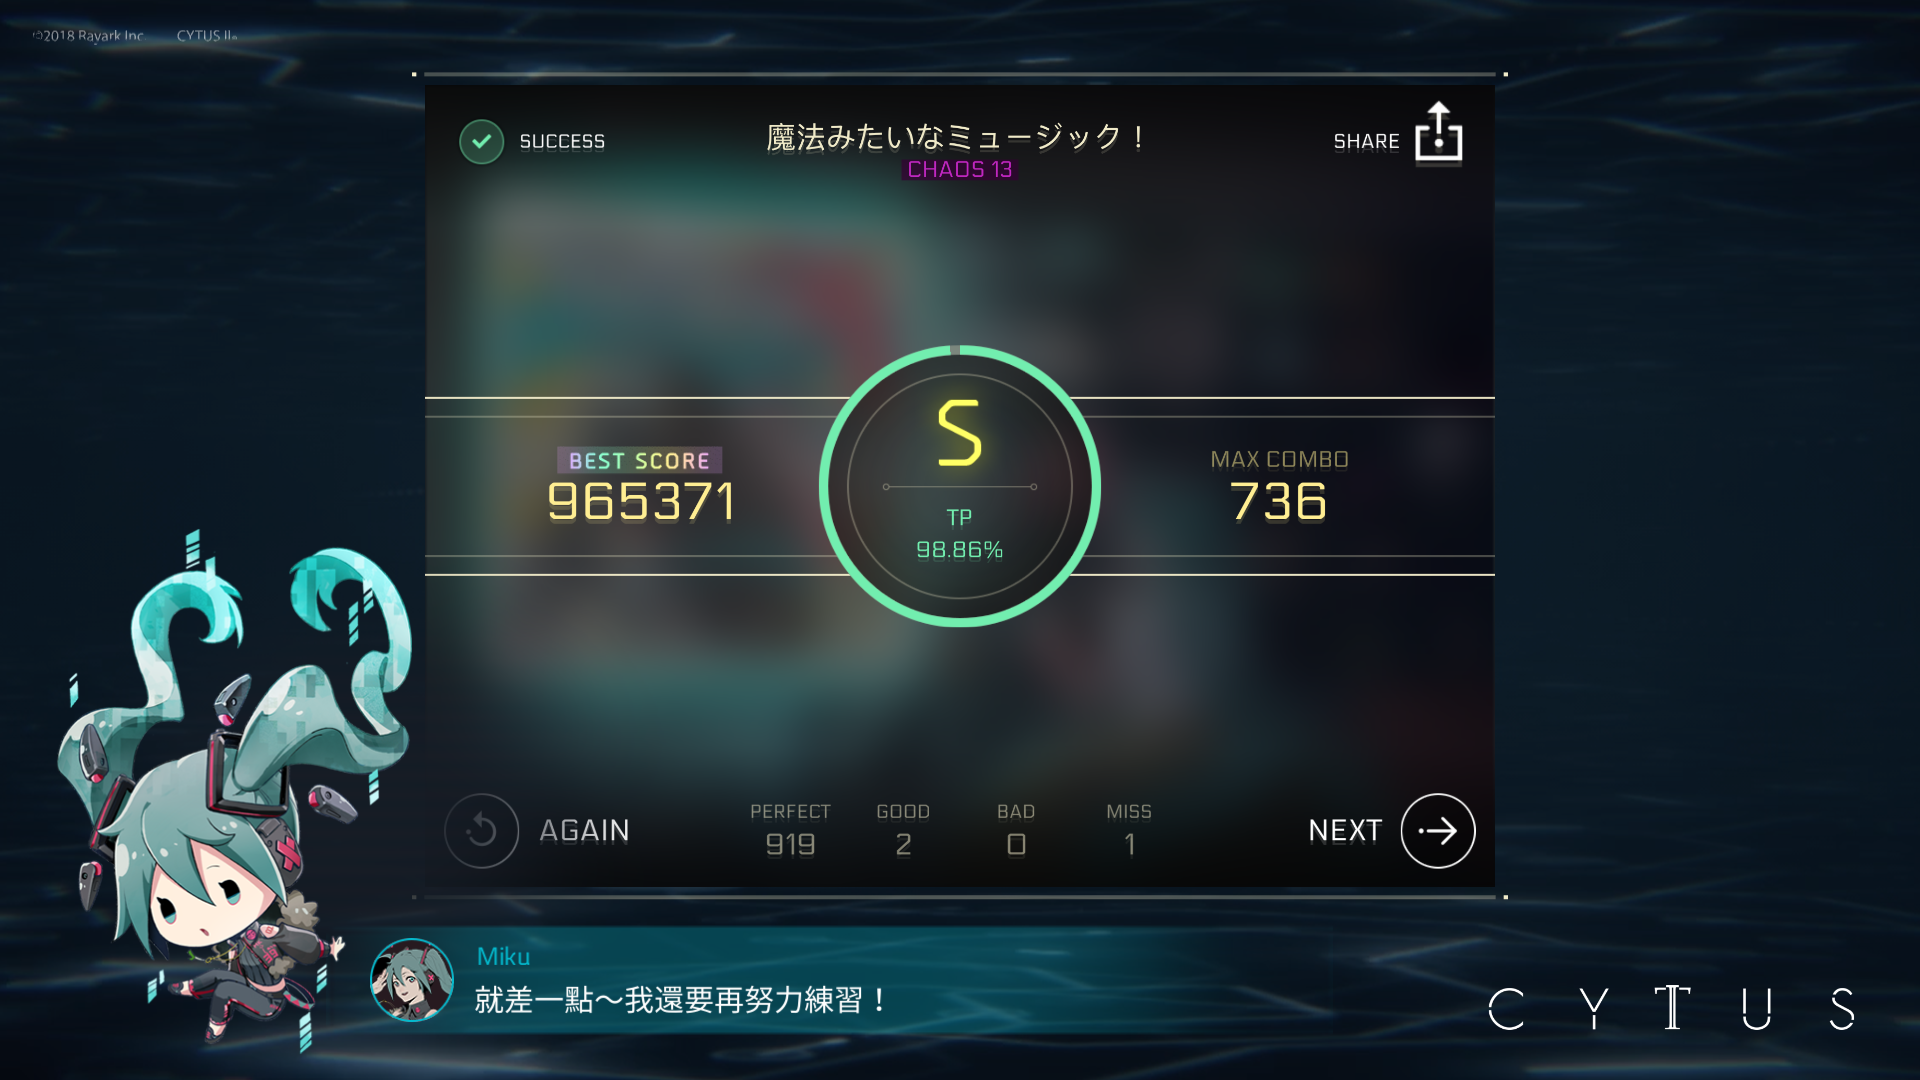 ©2018 Rayark Inc. CYTUS II
SUCCESS
魔法みたいなミュージック！
CHAOS 13
SHARE
S
TP
98.86%
BEST SCORE
965371
MAX COMBO
736
AGAIN
PERFECT
919
GOOD
2
BAD
0
MISS
1
NEXT
Miku
就差一點～我還要再努力練習！
CYTUS